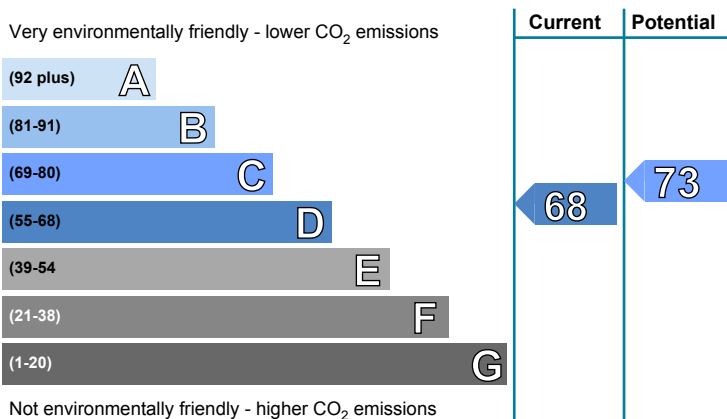 Very environmentally friendly - lower CO2 emissions
Current
Potential
(92 plus) A
(81-91) B
(69-80) C
(55-68) D
(39-54 E
(21-38) F
(1-20) G
68
73
Not environmentally friendly - higher CO2 emissions